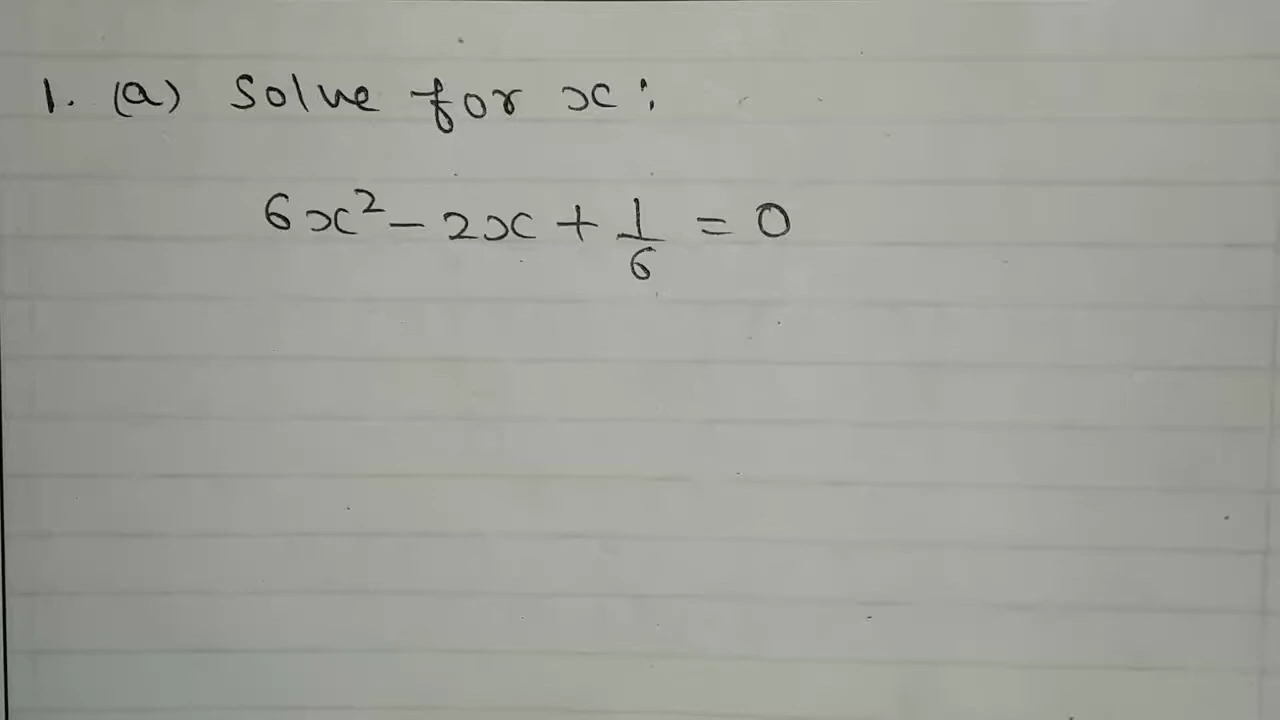 1. (a) Solve for x:
6x² - 2x + 1/6 = 0